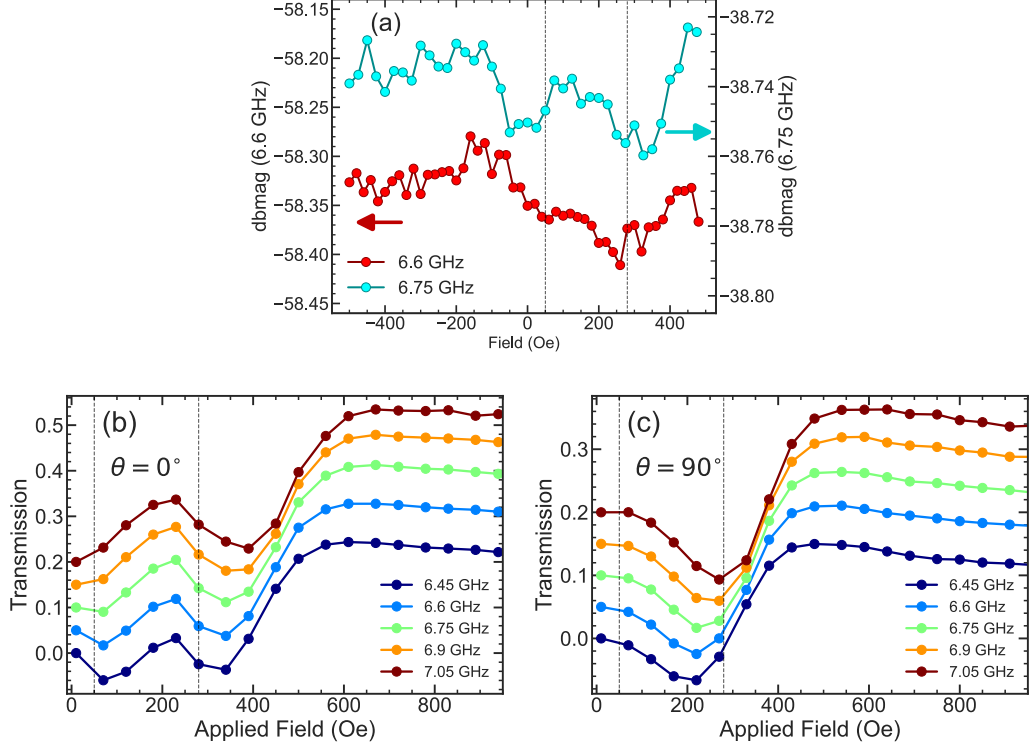 (a)
−58.15
−58.20
−58.25
−58.30
−58.35
−58.40
−58.45
dbmag (6.6 GHz)
−38.72
−38.74
−38.76
−38.78
−38.80
dbmag (6.75 GHz)
6.6 GHz
6.75 GHz
−400 −200 0 200 400
Field (Oe)
(b)
θ = 0°
0.5
0.4
0.3
0.2
0.1
0.0
Transmission
6.45 GHz
6.6 GHz
6.75 GHz
6.9 GHz
7.05 GHz
0 200 400 600 800
Applied Field (Oe)
(c)
θ = 90°
0.3
0.2
0.1
0.0
Transmission
6.45 GHz
6.6 GHz
6.75 GHz
6.9 GHz
7.05 GHz
0 200 400 600 800
Applied Field (Oe)